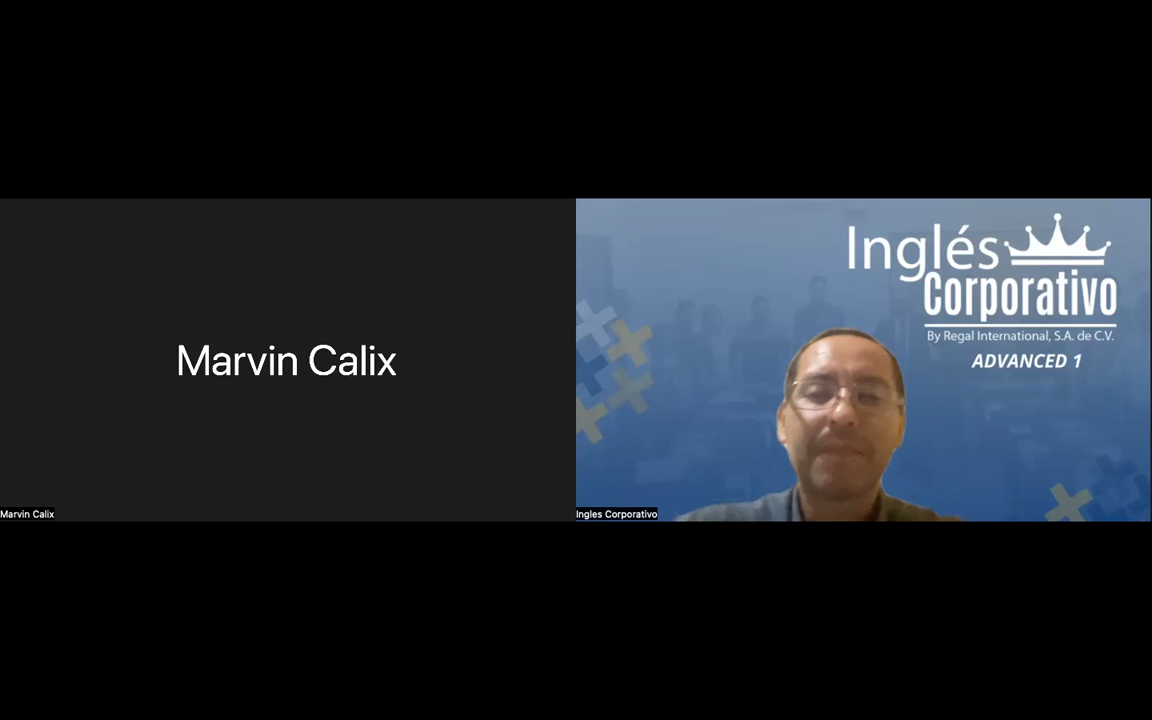 Marvin Calix
Marvin Calix
Inglés
Corporativo
By Regal International, S.A. de C.V.
ADVANCED 1
Ingles Corporativo